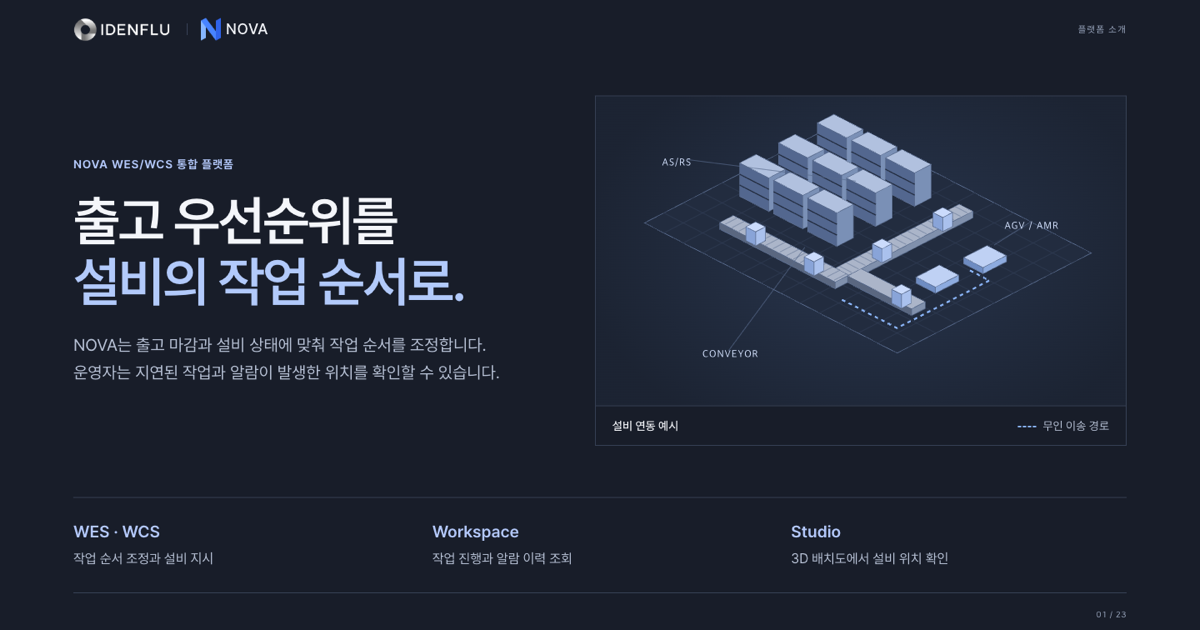 IDENFLU
NOVA
플랫폼 소개
NOVA WES/WCS 통합 플랫폼
출고 우선순위를
설비의 작업 순서로.
NOVA는 출고 마감과 설비 상태에 맞춰 작업 순서를 조정합니다.
운영자는 지연된 작업과 알람이 발생한 위치를 확인할 수 있습니다.
AS/RS
AGV / AMR
CONVEYOR
설비 연동 예시
무인 이송 경로
WES · WCS
작업 순서 조정과 설비 지시
Workspace
작업 진행과 알람 이력 조회
Studio
3D 배치도에서 설비 위치 확인
01 / 23